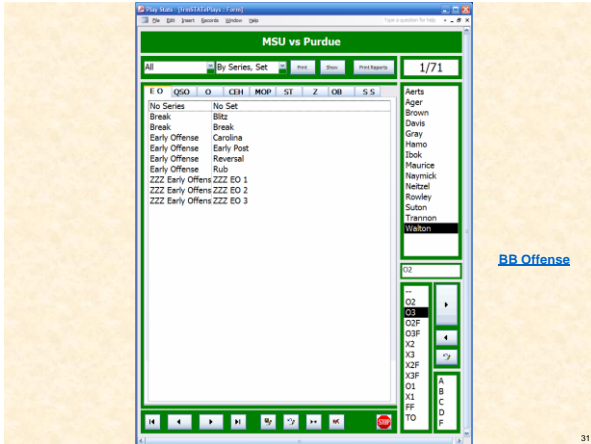 Play Stats - [frmSTATePlays : Form]
File Edit Insert Records Window Help Type a question for help
MSU vs Purdue
All By Series, Set Print Show Print Reports 1/71
E O QSO O CEH MOP ST Z OB S S
No Series No Set
Break Blitz
Break Break
Early Offense Carolina
Early Offense Early Post
Early Offense Reversal
Early Offense Rub
ZZZ Early Offens ZZZ EO 1
ZZZ Early Offens ZZZ EO 2
ZZZ Early Offens ZZZ EO 3
Aerts
Ager
Brown
Davis
Gray
Hamo
Ibok
Maurice
Naymick
Neitzel
Rowley
Suton
Trannon
Walton
BB Offense
O2
--
O2
O3
O2F
O3F
X2
X3
X2F
X3F
O1
X1
FF
TO
A
B
C
D
F
STOP
31